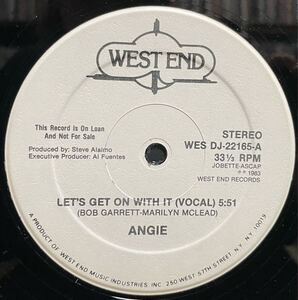 WEST END
This Record Is On Loan
And Not For Sale
Produced by: Steve Alaimo
Executive Producer: Al Fuentes
STEREO
WES DJ-22165-A
33⅓ RPM
JOBETTE-ASCAP
℗ 1983
WEST END RECORDS
LET'S GET ON WITH IT (VOCAL) 5:51
(BOB GARRETT-MARILYN MCLEAD)
ANGIE
A PRODUCT OF WEST END MUSIC INDUSTRIES, INC. 250 WEST 57TH STREET N.Y. N.Y. 10019